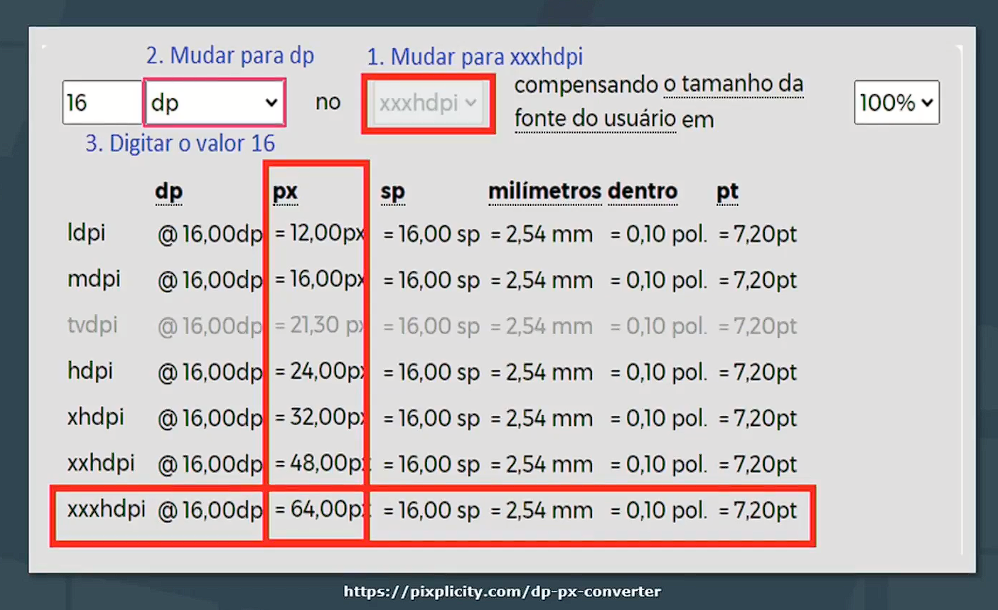 2. Mudar para dp
1. Mudar para xxxhdpi
16 dp no xxxhdpi compensando o tamanho da
fonte do usuário em 100%
3. Digitar o valor 16
dp px sp milímetros dentro pt
ldpi @ 16,00dp = 12,00px = 16,00 sp = 2,54 mm = 0,10 pol. = 7,20pt
mdpi @ 16,00dp = 16,00px = 16,00 sp = 2,54 mm = 0,10 pol. = 7,20pt
tvdpi @ 16,00dp = 21,30 px = 16,00 sp = 2,54 mm = 0,10 pol. = 7,20pt
hdpi @ 16,00dp = 24,00px = 16,00 sp = 2,54 mm = 0,10 pol. = 7,20pt
xhdpi @ 16,00dp = 32,00px = 16,00 sp = 2,54 mm = 0,10 pol. = 7,20pt
xxhdpi @ 16,00dp = 48,00px = 16,00 sp = 2,54 mm = 0,10 pol. = 7,20pt
xxxhdpi @ 16,00dp = 64,00px = 16,00 sp = 2,54 mm = 0,10 pol. = 7,20pt
https://pixplicity.com/dp-px-converter